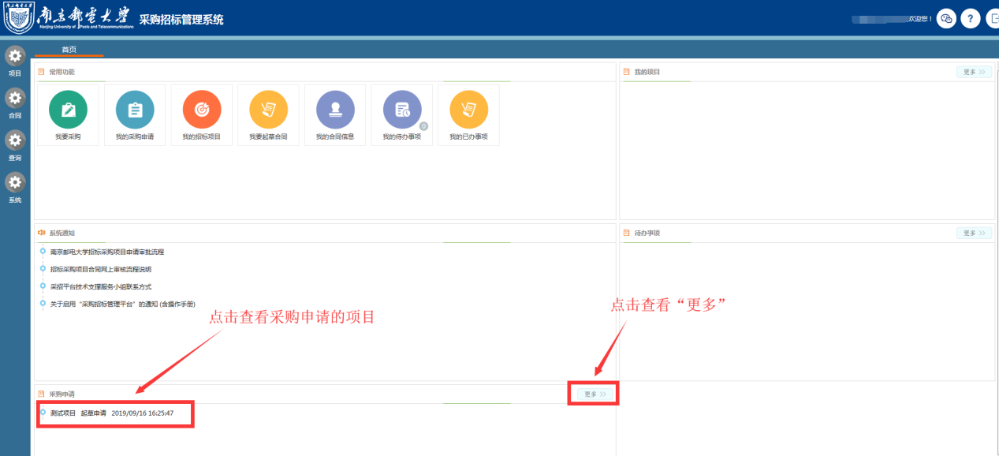 南京邮电大学
Nanjing University of Posts and Telecommunications
采购招标管理系统
欢迎您！
?
首页
项目
合同
查询
系统
常用功能
我要采购
我的采购申请
我的招标项目
我要起草合同
我的合同信息
我的待办事项
0
我的已办事项
我的项目
更多 >>
系统通知
南京邮电大学招标采购项目申请审批流程
招标采购项目合同网上审核流程说明
采招平台技术支撑服务小组联系方式
关于启用“采购招标管理平台”的通知 (含操作手册)
待办事项
更多 >>
点击查看采购申请的项目
点击查看“更多”
采购申请
更多 >>
测试项目 起草申请 2019/09/16 16:25:47